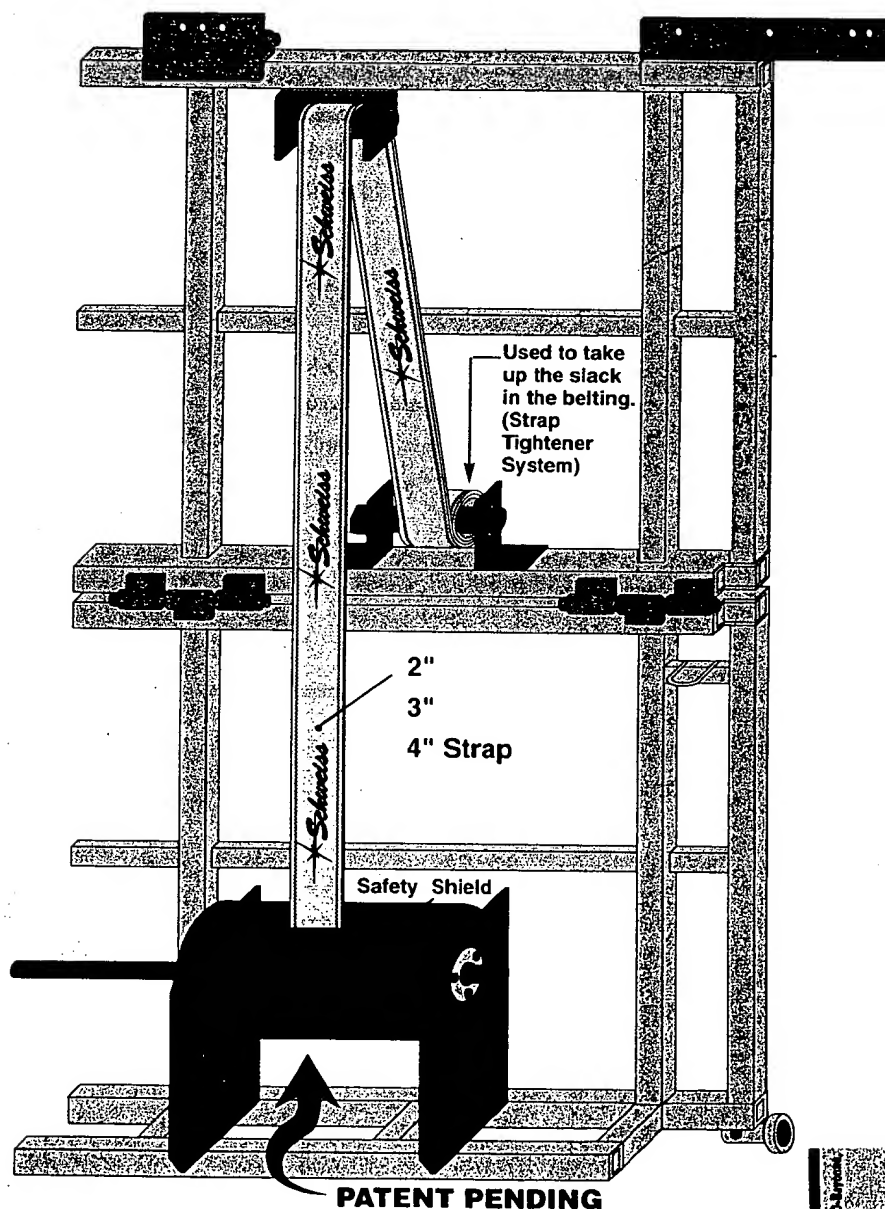 Schweiss
Schweiss
Used to take
up the slack
in the belting.
(Strap
Tightener
System)
Schweiss
2"
3"
4" Strap
Schweiss
Safety Shield
PATENT PENDING